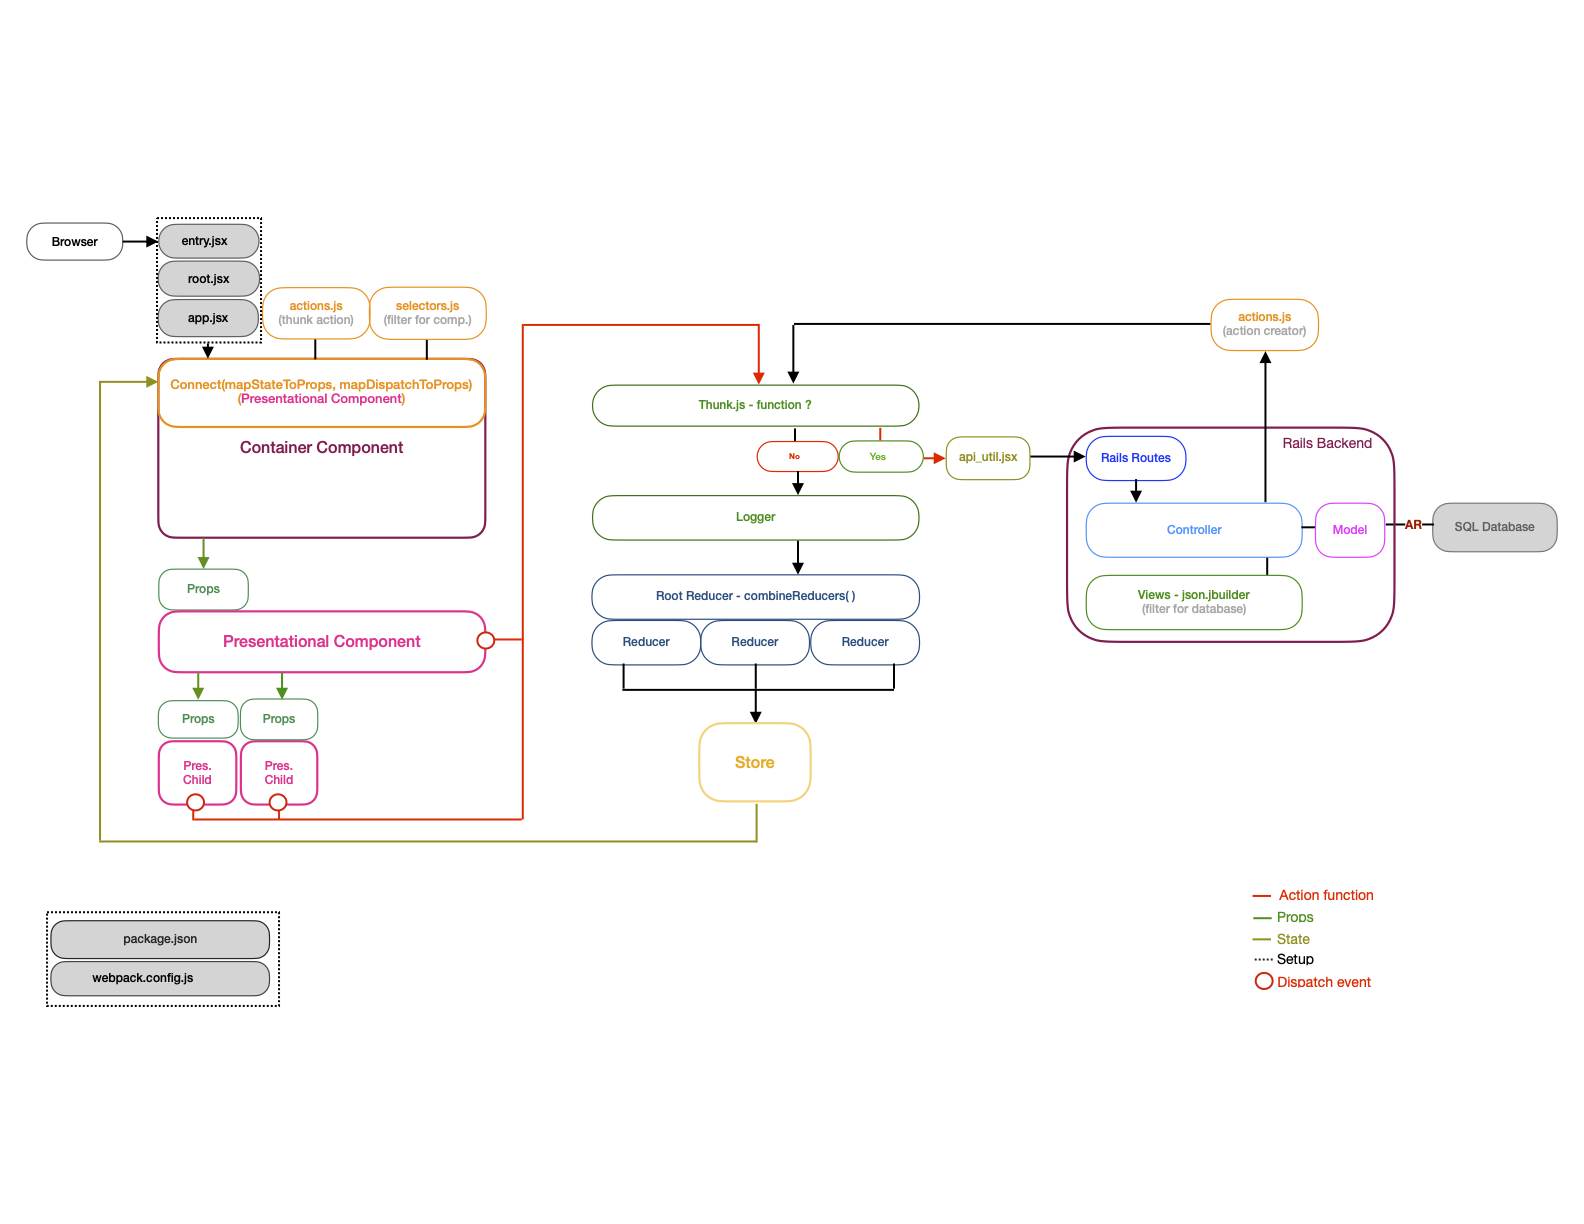 Browser
entry.jsx
root.jsx
app.jsx
actions.js
(thunk action)
selectors.js
(filter for comp.)
Connect(mapStateToProps, mapDispatchToProps)
(Presentational Component)
Container Component
Props
Presentational Component
Props
Props
Pres.
Child
Pres.
Child
Thunk.js - function ?
No
Yes
api_util.jsx
Logger
Root Reducer - combineReducers( )
Reducer
Reducer
Reducer
Store
actions.js
(action creator)
Rails Backend
Rails Routes
Controller
Model
AR
SQL Database
Views - json.jbuilder
(filter for database)
package.json
webpack.config.js
Action function
Props
State
Setup
Dispatch event